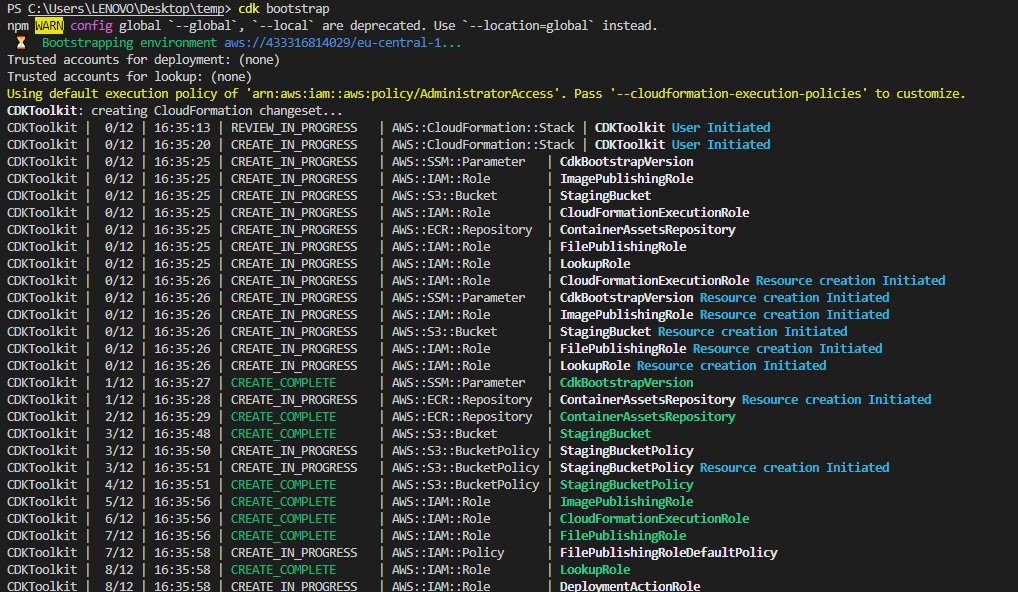 PS C:\Users\LENOVO\Desktop\temp> cdk bootstrap
npm WARN config global `--global`, `--local` are deprecated. Use `--location=global` instead.
⏳ Bootstrapping environment aws://433316814029/eu-central-1...
Trusted accounts for deployment: (none)
Trusted accounts for lookup: (none)
Using default execution policy of 'arn:aws:iam::aws:policy/AdministratorAccess'. Pass '--cloudformation-execution-policies' to customize.
CDKToolkit: creating CloudFormation changeset...
CDKToolkit | 0/12 | 16:35:13 | REVIEW_IN_PROGRESS | AWS::CloudFormation::Stack | CDKToolkit User Initiated
CDKToolkit | 0/12 | 16:35:20 | CREATE_IN_PROGRESS | AWS::CloudFormation::Stack | CDKToolkit User Initiated
CDKToolkit | 0/12 | 16:35:25 | CREATE_IN_PROGRESS | AWS::SSM::Parameter | CdkBootstrapVersion
CDKToolkit | 0/12 | 16:35:25 | CREATE_IN_PROGRESS | AWS::IAM::Role | ImagePublishingRole
CDKToolkit | 0/12 | 16:35:25 | CREATE_IN_PROGRESS | AWS::S3::Bucket | StagingBucket
CDKToolkit | 0/12 | 16:35:25 | CREATE_IN_PROGRESS | AWS::IAM::Role | CloudFormationExecutionRole
CDKToolkit | 0/12 | 16:35:25 | CREATE_IN_PROGRESS | AWS::ECR::Repository | ContainerAssetsRepository
CDKToolkit | 0/12 | 16:35:25 | CREATE_IN_PROGRESS | AWS::IAM::Role | FilePublishingRole
CDKToolkit | 0/12 | 16:35:25 | CREATE_IN_PROGRESS | AWS::IAM::Role | LookupRole
CDKToolkit | 0/12 | 16:35:26 | CREATE_IN_PROGRESS | AWS::IAM::Role | CloudFormationExecutionRole Resource creation Initiated
CDKToolkit | 0/12 | 16:35:26 | CREATE_IN_PROGRESS | AWS::SSM::Parameter | CdkBootstrapVersion Resource creation Initiated
CDKToolkit | 0/12 | 16:35:26 | CREATE_IN_PROGRESS | AWS::IAM::Role | ImagePublishingRole Resource creation Initiated
CDKToolkit | 0/12 | 16:35:26 | CREATE_IN_PROGRESS | AWS::S3::Bucket | StagingBucket Resource creation Initiated
CDKToolkit | 0/12 | 16:35:26 | CREATE_IN_PROGRESS | AWS::IAM::Role | FilePublishingRole Resource creation Initiated
CDKToolkit | 0/12 | 16:35:26 | CREATE_IN_PROGRESS | AWS::IAM::Role | LookupRole Resource creation Initiated
CDKToolkit | 1/12 | 16:35:27 | CREATE_COMPLETE | AWS::SSM::Parameter | CdkBootstrapVersion
CDKToolkit | 1/12 | 16:35:28 | CREATE_IN_PROGRESS | AWS::ECR::Repository | ContainerAssetsRepository Resource creation Initiated
CDKToolkit | 2/12 | 16:35:29 | CREATE_COMPLETE | AWS::ECR::Repository | ContainerAssetsRepository
CDKToolkit | 3/12 | 16:35:48 | CREATE_COMPLETE | AWS::S3::Bucket | StagingBucket
CDKToolkit | 3/12 | 16:35:50 | CREATE_IN_PROGRESS | AWS::S3::BucketPolicy | StagingBucketPolicy
CDKToolkit | 3/12 | 16:35:51 | CREATE_IN_PROGRESS | AWS::S3::BucketPolicy | StagingBucketPolicy Resource creation Initiated
CDKToolkit | 4/12 | 16:35:51 | CREATE_COMPLETE | AWS::S3::BucketPolicy | StagingBucketPolicy
CDKToolkit | 5/12 | 16:35:56 | CREATE_COMPLETE | AWS::IAM::Role | ImagePublishingRole
CDKToolkit | 6/12 | 16:35:56 | CREATE_COMPLETE | AWS::IAM::Role | CloudFormationExecutionRole
CDKToolkit | 7/12 | 16:35:56 | CREATE_COMPLETE | AWS::IAM::Role | FilePublishingRole
CDKToolkit | 7/12 | 16:35:58 | CREATE_IN_PROGRESS | AWS::IAM::Policy | FilePublishingRoleDefaultPolicy
CDKToolkit | 8/12 | 16:35:58 | CREATE_COMPLETE | AWS::IAM::Role | LookupRole
CDKToolkit | 8/12 | 16:35:58 | CREATE_IN_PROGRESS | AWS::IAM::Role | DeploymentActionRole